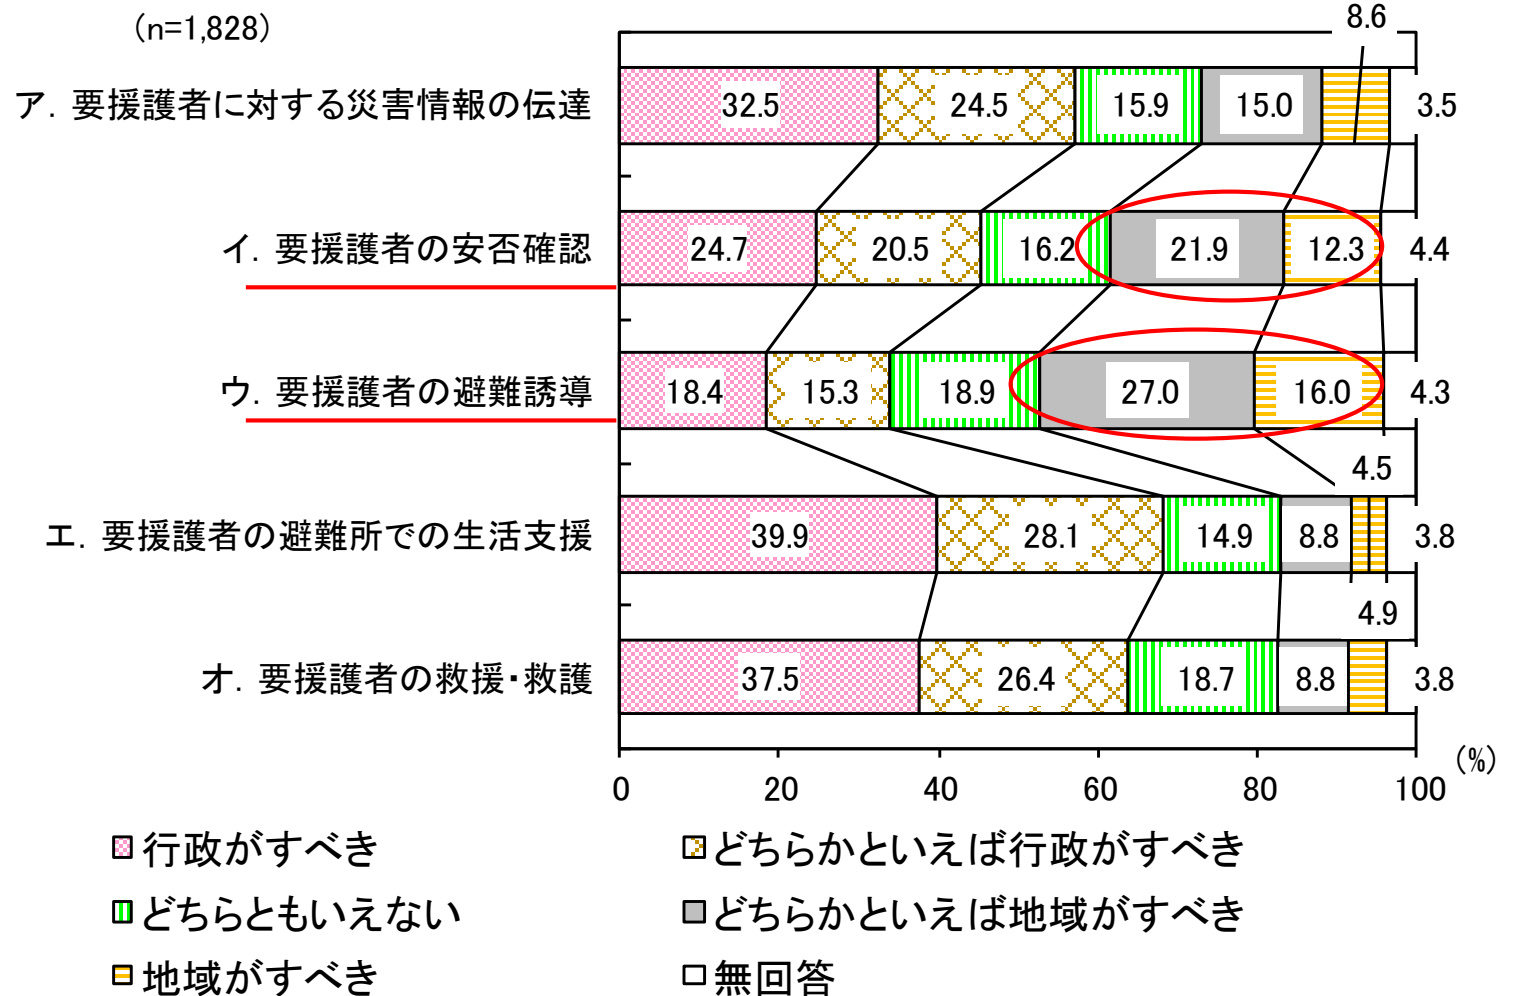 (n=1,828)
8.6
ア．要援護者に対する災害情報の伝達 32.5 24.5 15.9 15.0 3.5
イ．要援護者の安否確認 24.7 20.5 16.2 21.9 12.3 4.4
ウ．要援護者の避難誘導 18.4 15.3 18.9 27.0 16.0 4.3
4.5
エ．要援護者の避難所での生活支援 39.9 28.1 14.9 8.8 3.8
4.9
オ．要援護者の救援・救護 37.5 26.4 18.7 8.8 3.8
(%)
0 20 40 60 80 100
行政がすべき どちらかといえば行政がすべき
どちらともいえない どちらかといえば地域がすべき
地域がすべき 無回答